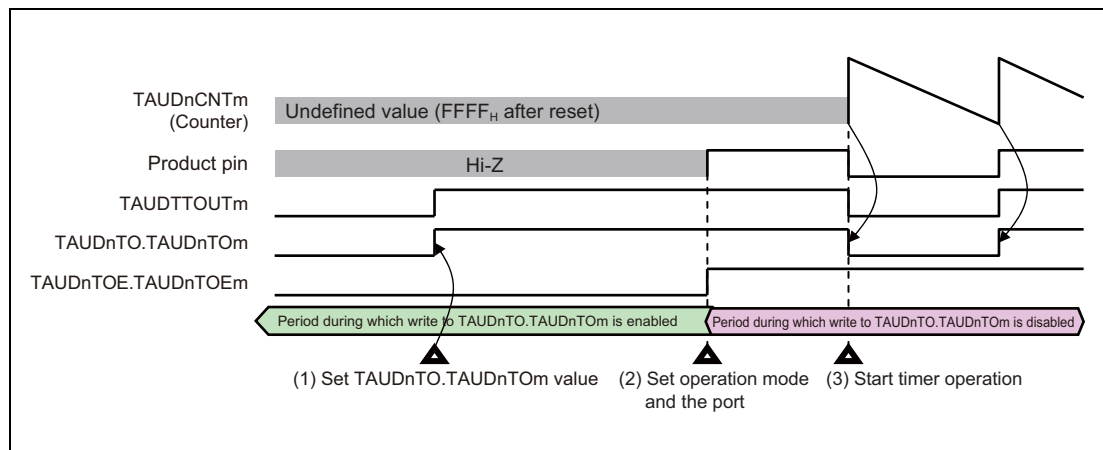 TAUDnCNTm
(Counter)
Undefined value (FFFFH after reset)
Product pin
Hi-Z
TAUDTTOUTm
TAUDnTO.TAUDnTOm
TAUDnTOE.TAUDnTOEm
Period during which write to TAUDnTO.TAUDnTOm is enabled
Period during which write to TAUDnTO.TAUDnTOm is disabled
(1) Set TAUDnTO.TAUDnTOm value
(2) Set operation mode
and the port
(3) Start timer operation